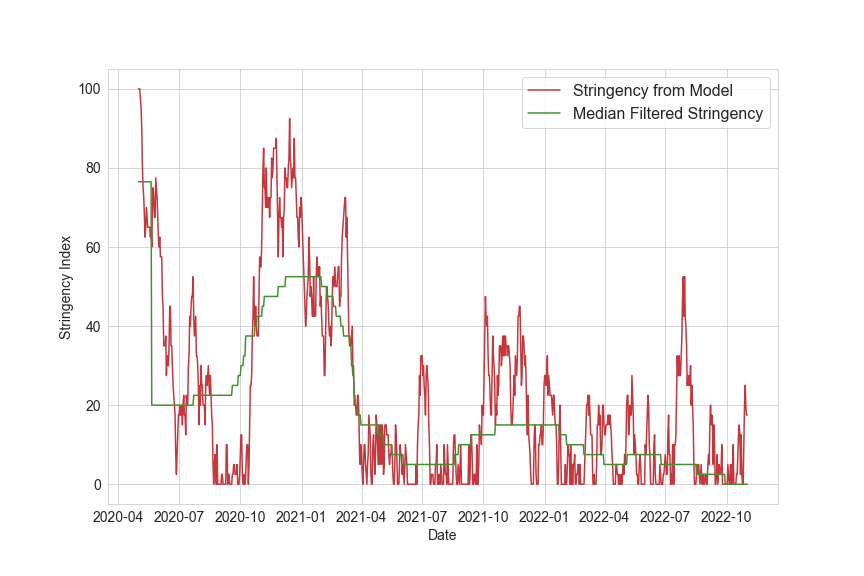 Stringency from Model
Median Filtered Stringency
100
80
60
40
20
0
Stringency Index
2020-04 2020-07 2020-10 2021-01 2021-04 2021-07 2021-10 2022-01 2022-04 2022-07 2022-10
Date